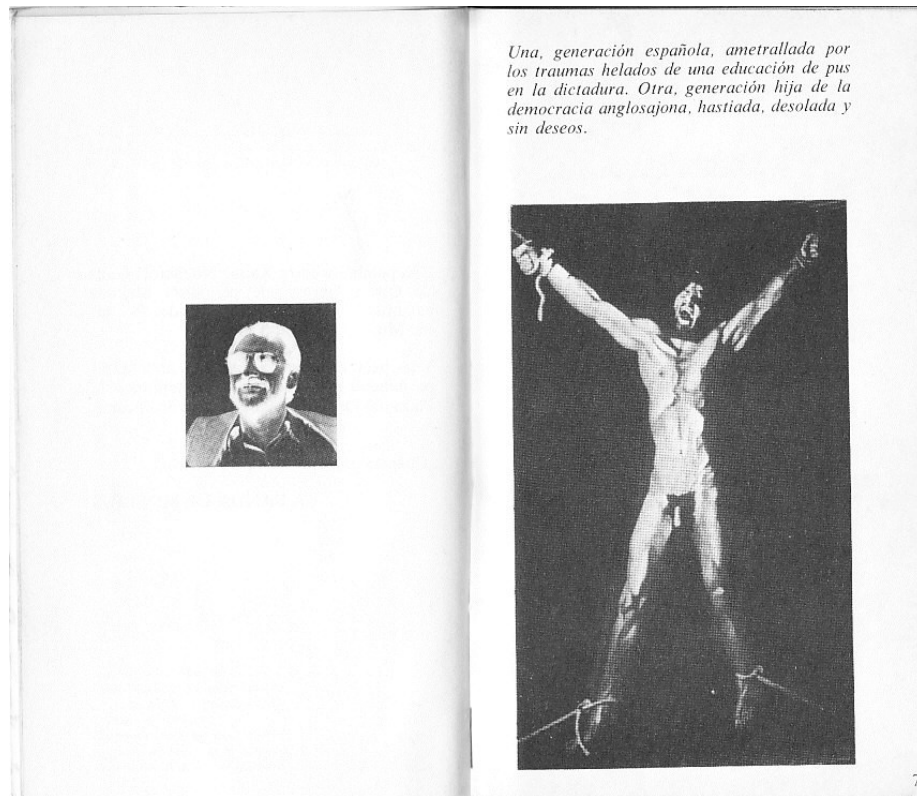 Una, generación española, ametrallada por
los traumas helados de una educación de pus
en la dictadura. Otra, generación hija de la
democracia anglosajona, hastiada, desolada y
sin deseos.
7